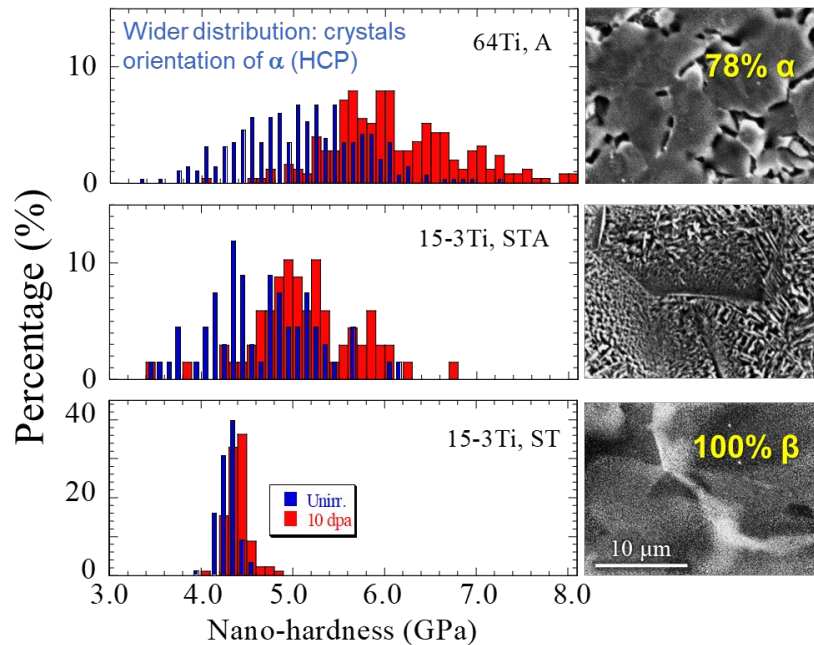 Wider distribution: crystals
orientation of α (HCP)
64Ti, A
10
0
78% α
15-3Ti, STA
10
0
15-3Ti, ST
40
30
20
10
0
Unirr.
10 dpa
100% β
10 µm
3.0 4.0 5.0 6.0 7.0 8.0
Nano-hardness (GPa)
Percentage (%)